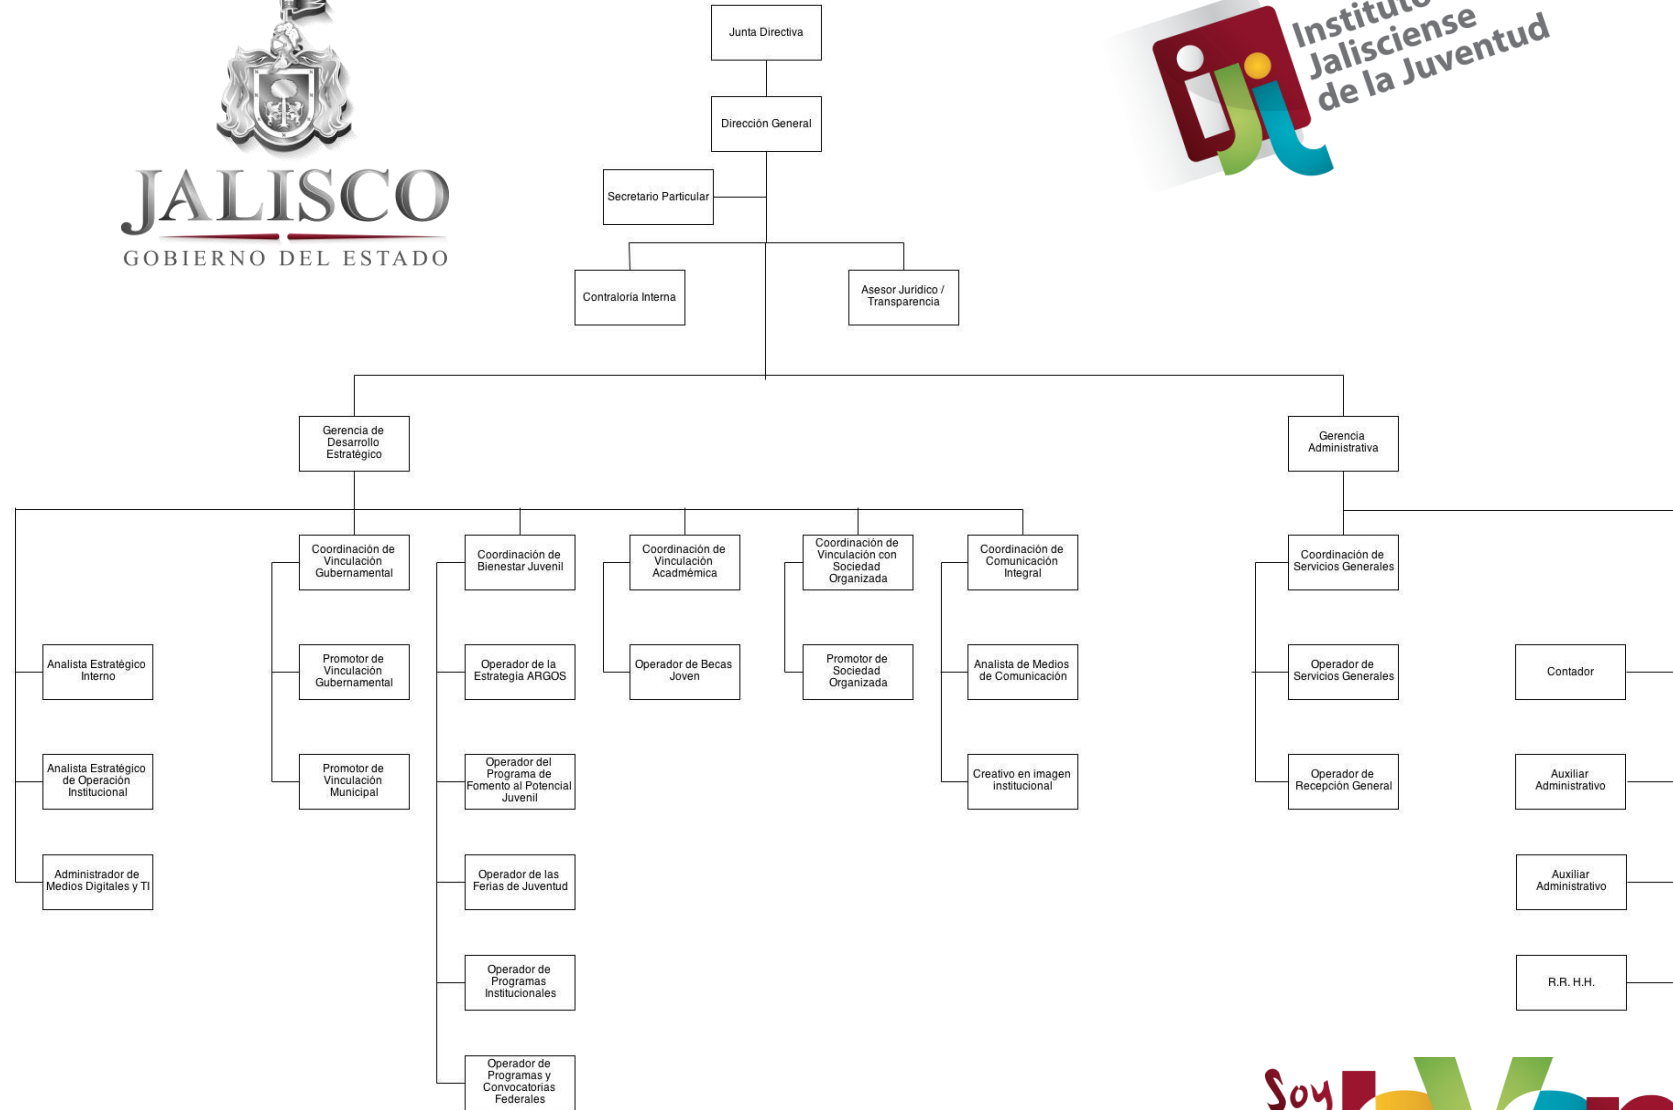 Junta Directiva
Instituto
Jalisciense
de la Juventud
Dirección General
JALISCO
GOBIERNO DEL ESTADO
Secretario Particular
Contraloría Interna
Asesor Jurídico /
Transparencia
Gerencia de
Desarrollo
Estratégico
Gerencia
Administrativa
Coordinación de
Vinculación
Gubernamental
Coordinación de
Bienestar Juvenil
Coordinación de
Vinculación
Acadmémica
Coordinación de
Vinculación con
Sociedad
Organizada
Coordinación de
Comunicación
Integral
Coordinación de
Servicios Generales
Analista Estratégico
Interno
Promotor de
Vinculación
Gubernamental
Operador de la
Estrategia ARGOS
Operador de Becas
Joven
Promotor de
Sociedad
Organizada
Analista de Medios
de Comunicación
Operador de
Servicios Generales
Contador
Analista Estratégico
de Operación
Institucional
Promotor de
Vinculación
Municipal
Operador del
Programa de
Fomento al Potencial
Juvenil
Creativo en imagen
institucional
Operador de
Recepción General
Auxiliar
Administrativo
Administrador de
Medios Digitales y TI
Operador de las
Ferias de Juventud
Auxiliar
Administrativo
Operador de
Programas
Institucionales
R.R. H.H.
Operador de
Programas y
Convocatorias
Federales
Soy